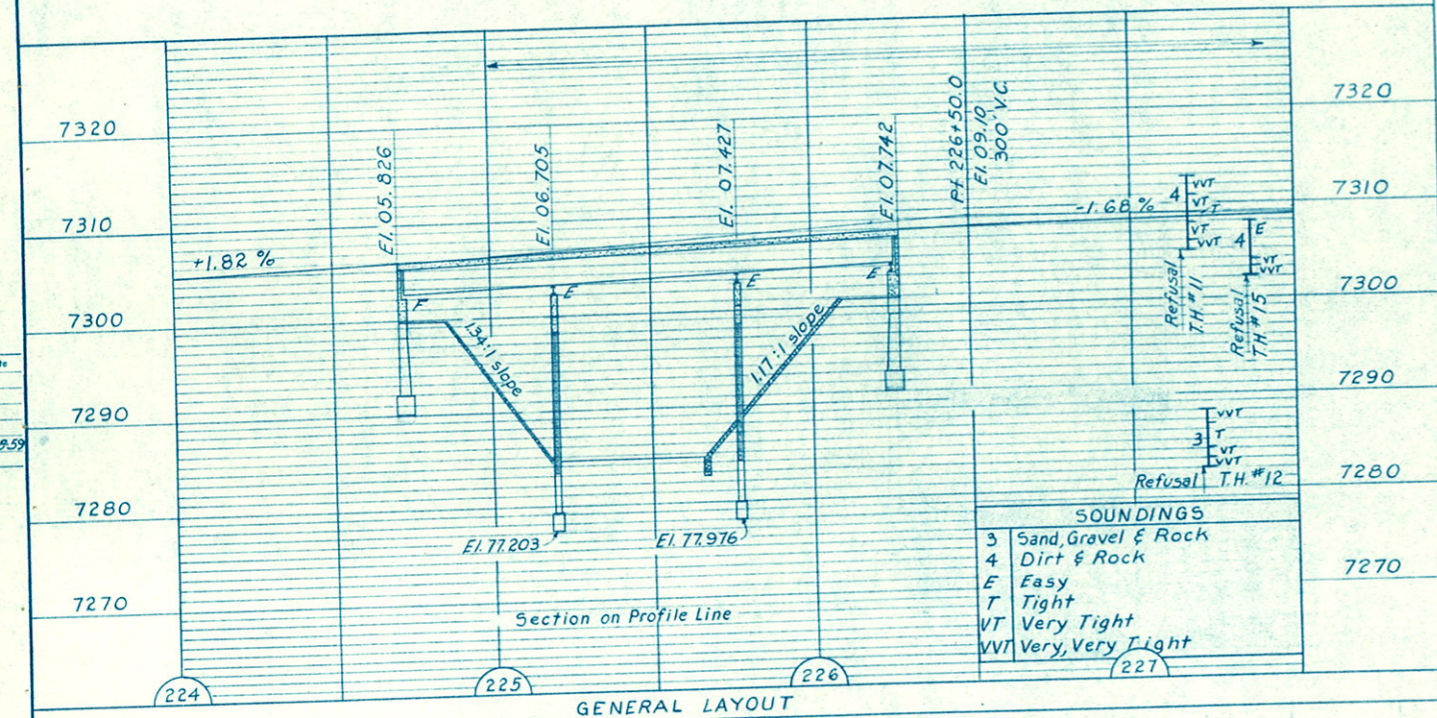 7320
7310
7300
7290
7280
7270
7320
7310
7300
7290
7280
7270
El. 05.826
El. 06.705
El. 07.427
El. 07.742
P.I. 226+50.0
El. 09.10
300' V.C.
+1.82 %
-1.68 %
F
E
E
E
1.34:1 slope
1.17:1 slope
El. 77.203
El. 77.976
Section on Profile Line
4
VVT
VT
T
VT
VVT
Refusal
T.H. #11
4
E
VT
VVT
Refusal
T.H. #15
3
VVT
T
VT
VVT
Refusal T.H. #12
SOUNDINGS
3 Sand, Gravel & Rock
4 Dirt & Rock
E Easy
T Tight
VT Very Tight
VVT Very, Very Tight
224
225
226
227
GENERAL LAYOUT